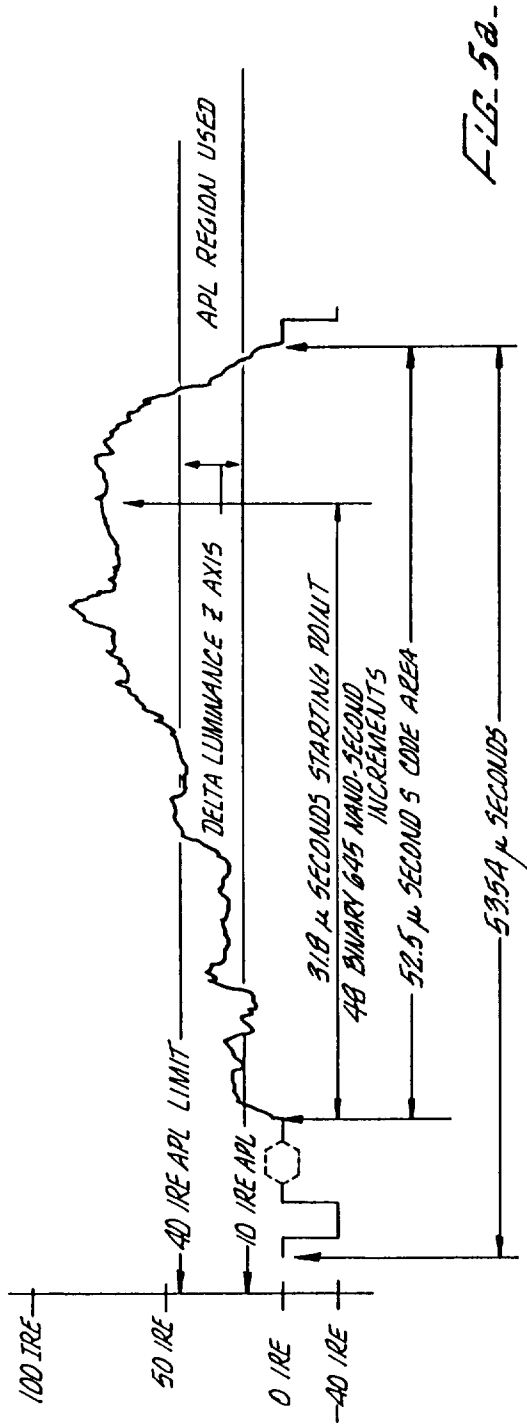 100 IRE
50 IRE
0 IRE
-40 IRE
40 IRE APL LIMIT
10 IRE APL
DELTA LUMINANCE Z AXIS
APL REGION USED
31.8 μ SECONDS STARTING POINT
48 BINARY 645 NANO-SECOND
INCREMENTS
52.5 μ SECONDS CODE AREA
53.54 μ SECONDS
FIG-5a-